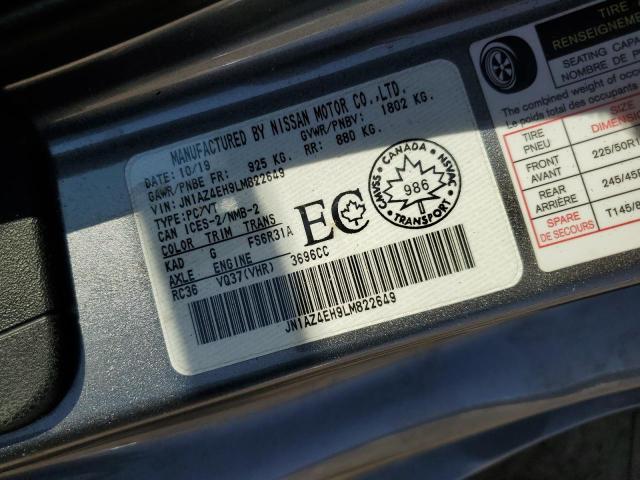 MANUFACTURED BY NISSAN MOTOR CO.,LTD.
DATE: 10/19 GVWR/PNBV: 1802 KG.
GAWR/PNBE FR: 925 KG. RR: 880 KG.
VIN: JN1AZ4EH9LM822649
TYPE:PC/VT
CAN ICES-2/NMB-2
COLOR TRIM TRANS
KAD G FS6R31A
AXLE ENGINE
RC36 VQ37(VHR) 3696CC
JN1AZ4EH9LM822649
EC
CANADA
CMVSS NSVAC
986
TRANSPORT
TIRE
RENSEIGNEMEN
SEATING CAPA
NOMBRE DE P
The combined weight of occup
Le poids total des occupants
TIRE SIZE
PNEU DIMENSIO
FRONT 225/50R1
AVANT
REAR 245/45R
ARRIÈRE
SPARE T145/8
DE SECOURS